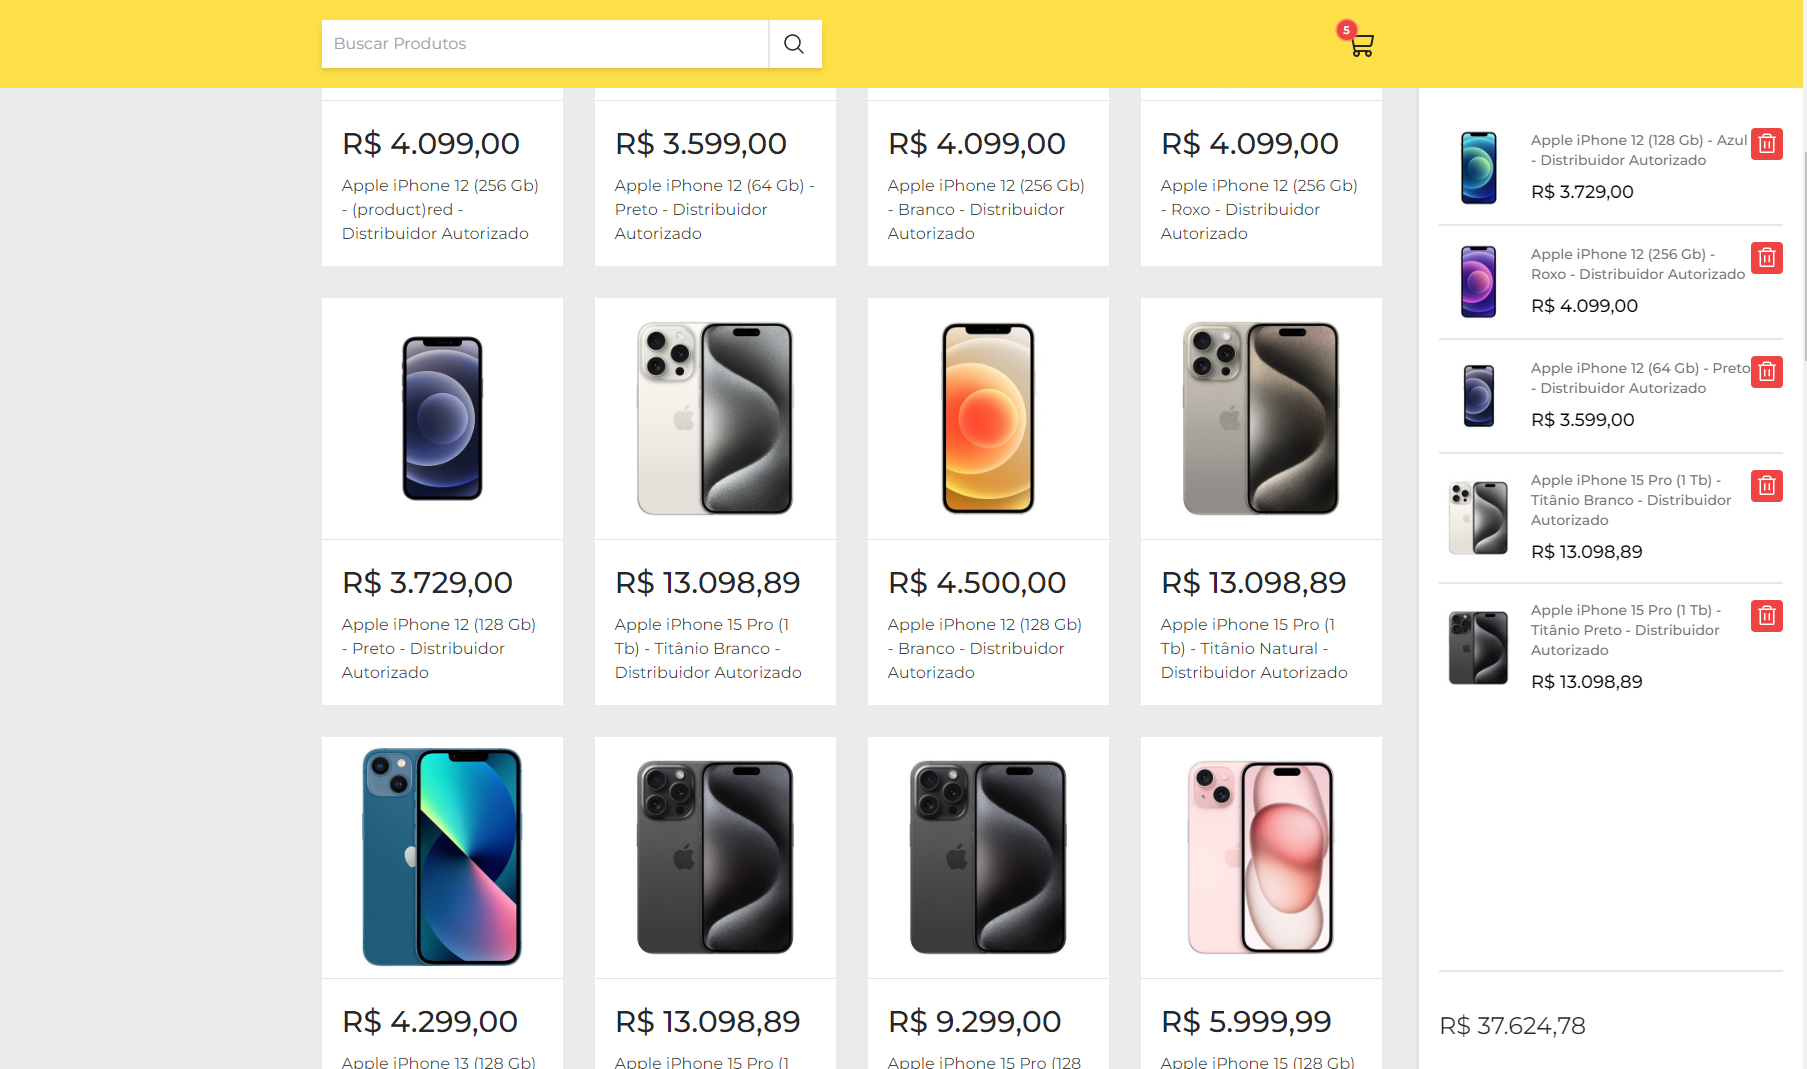 Buscar Produtos
5
R$ 4.099,00
Apple iPhone 12 (256 Gb)
- (product)red -
Distribuidor Autorizado
R$ 3.599,00
Apple iPhone 12 (64 Gb) -
Preto - Distribuidor
Autorizado
R$ 4.099,00
Apple iPhone 12 (256 Gb)
- Branco - Distribuidor
Autorizado
R$ 4.099,00
Apple iPhone 12 (256 Gb)
- Roxo - Distribuidor
Autorizado
R$ 3.729,00
Apple iPhone 12 (128 Gb)
- Preto - Distribuidor
Autorizado
R$ 13.098,89
Apple iPhone 15 Pro (1
Tb) - Titânio Branco -
Distribuidor Autorizado
R$ 4.500,00
Apple iPhone 12 (128 Gb)
- Branco - Distribuidor
Autorizado
R$ 13.098,89
Apple iPhone 15 Pro (1
Tb) - Titânio Natural -
Distribuidor Autorizado
R$ 4.299,00
Apple iPhone 13 (128 Gb)
R$ 13.098,89
Apple iPhone 15 Pro (1
R$ 9.299,00
Apple iPhone 15 Pro (128
R$ 5.999,99
Apple iPhone 15 (128 Gb)
Apple iPhone 12 (128 Gb) - Azul
- Distribuidor Autorizado
R$ 3.729,00
Apple iPhone 12 (256 Gb) -
Roxo - Distribuidor Autorizado
R$ 4.099,00
Apple iPhone 12 (64 Gb) - Preto
- Distribuidor Autorizado
R$ 3.599,00
Apple iPhone 15 Pro (1 Tb) -
Titânio Branco - Distribuidor
Autorizado
R$ 13.098,89
Apple iPhone 15 Pro (1 Tb) -
Titânio Preto - Distribuidor
Autorizado
R$ 13.098,89
R$ 37.624,78